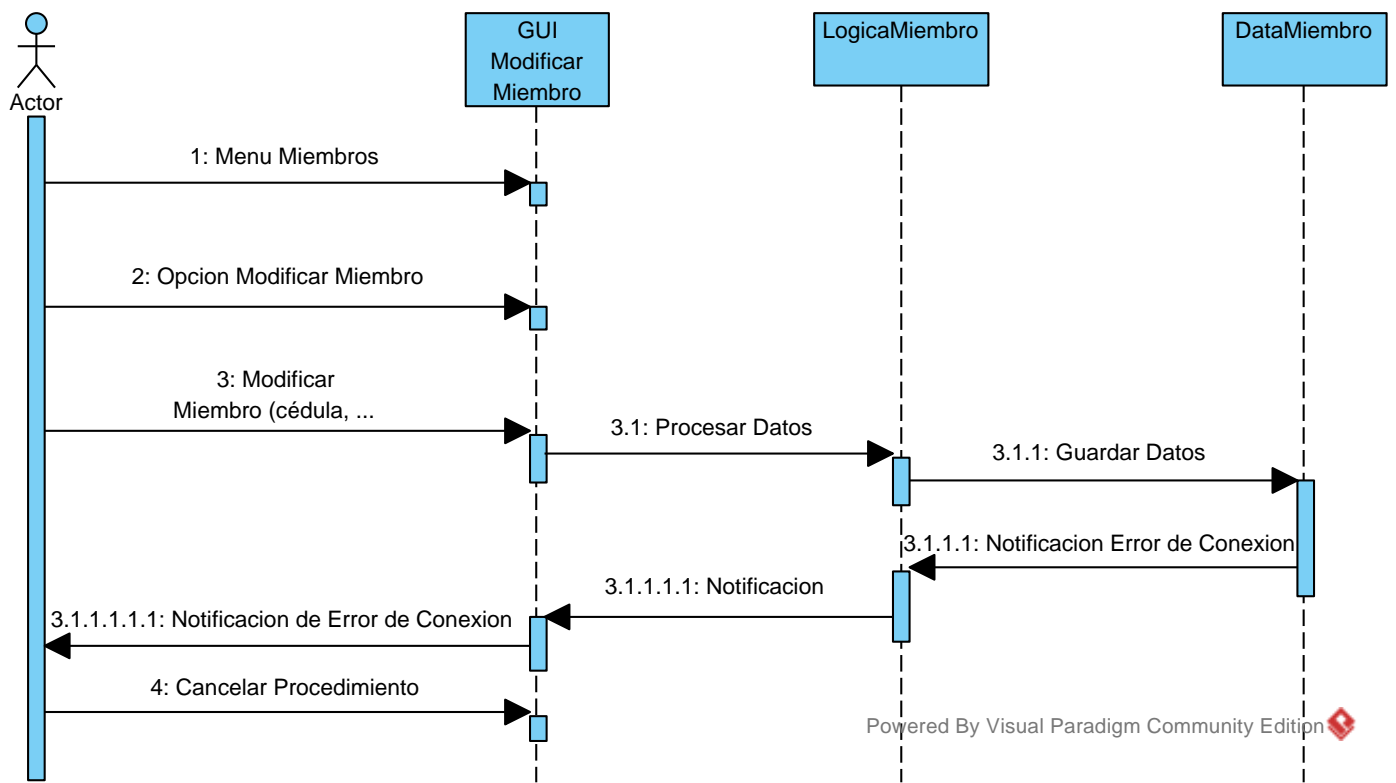 GUI
Modificar
Miembro
LogicaMiembro
DataMiembro
Actor
1: Menu Miembros
2: Opcion Modificar Miembro
3: Modificar
Miembro (cédula, ...
3.1: Procesar Datos
3.1.1: Guardar Datos
3.1.1.1: Notificacion Error de Conexion
3.1.1.1.1: Notificacion
3.1.1.1.1.1: Notificacion de Error de Conexion
4: Cancelar Procedimiento
Powered By Visual Paradigm Community Edition